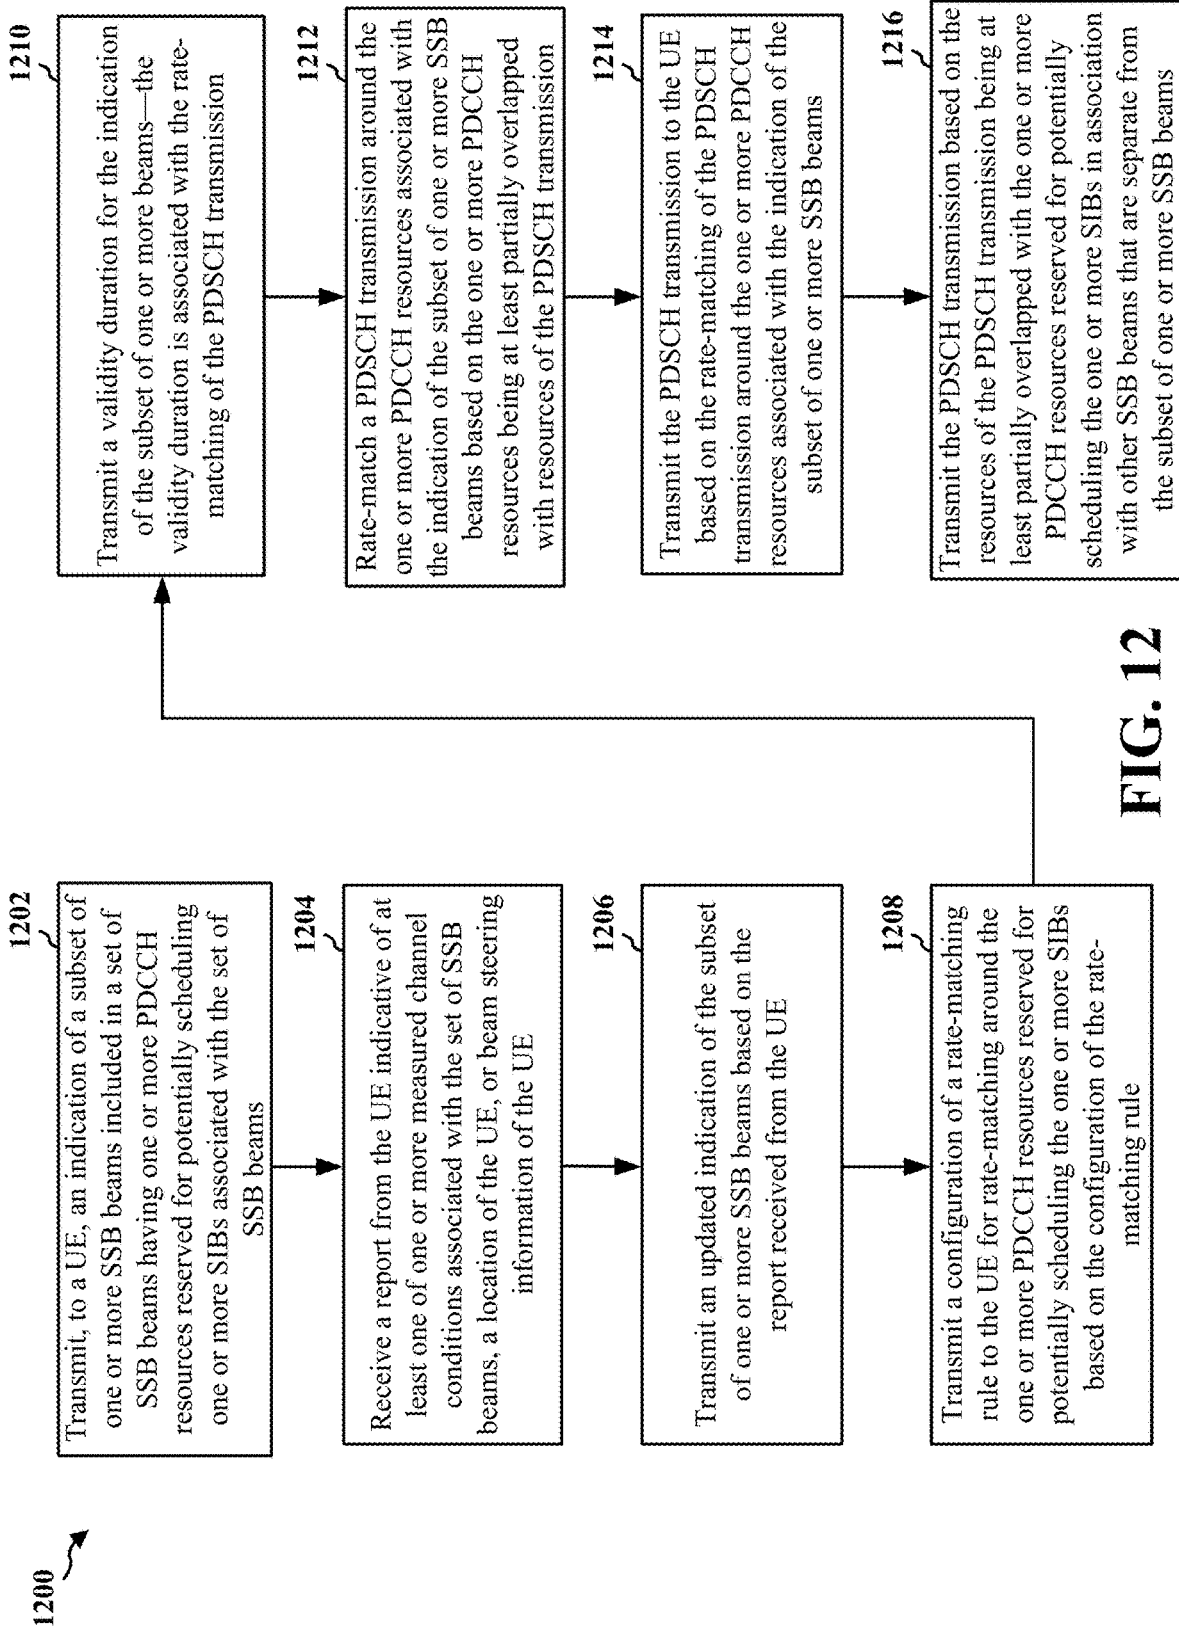 1200
1202
Transmit, to a UE, an indication of a subset of
one or more SSB beams included in a set of
SSB beams having one or more PDCCH
resources reserved for potentially scheduling
one or more SIBs associated with the set of
SSB beams
1204
Receive a report from the UE indicative of at
least one of one or more measured channel
conditions associated with the set of SSB
beams, a location of the UE, or beam steering
information of the UE
1206
Transmit an updated indication of the subset
of one or more SSB beams based on the
report received from the UE
1208
Transmit a configuration of a rate-matching
rule to the UE for rate-matching around the
one or more PDCCH resources reserved for
potentially scheduling the one or more SIBs
based on the configuration of the rate-
matching rule
1210
Transmit a validity duration for the indication
of the subset of one or more beams—the
validity duration is associated with the rate-
matching of the PDSCH transmission
1212
Rate-match a PDSCH transmission around the
one or more PDCCH resources associated with
the indication of the subset of one or more SSB
beams based on the one or more PDCCH
resources being at least partially overlapped
with resources of the PDSCH transmission
1214
Transmit the PDSCH transmission to the UE
based on the rate-matching of the PDSCH
transmission around the one or more PDCCH
resources associated with the indication of the
subset of one or more SSB beams
1216
Transmit the PDSCH transmission based on the
resources of the PDSCH transmission being at
least partially overlapped with the one or more
PDCCH resources reserved for potentially
scheduling the one or more SIBs in association
with other SSB beams that are separate from
the subset of one or more SSB beams
FIG. 12